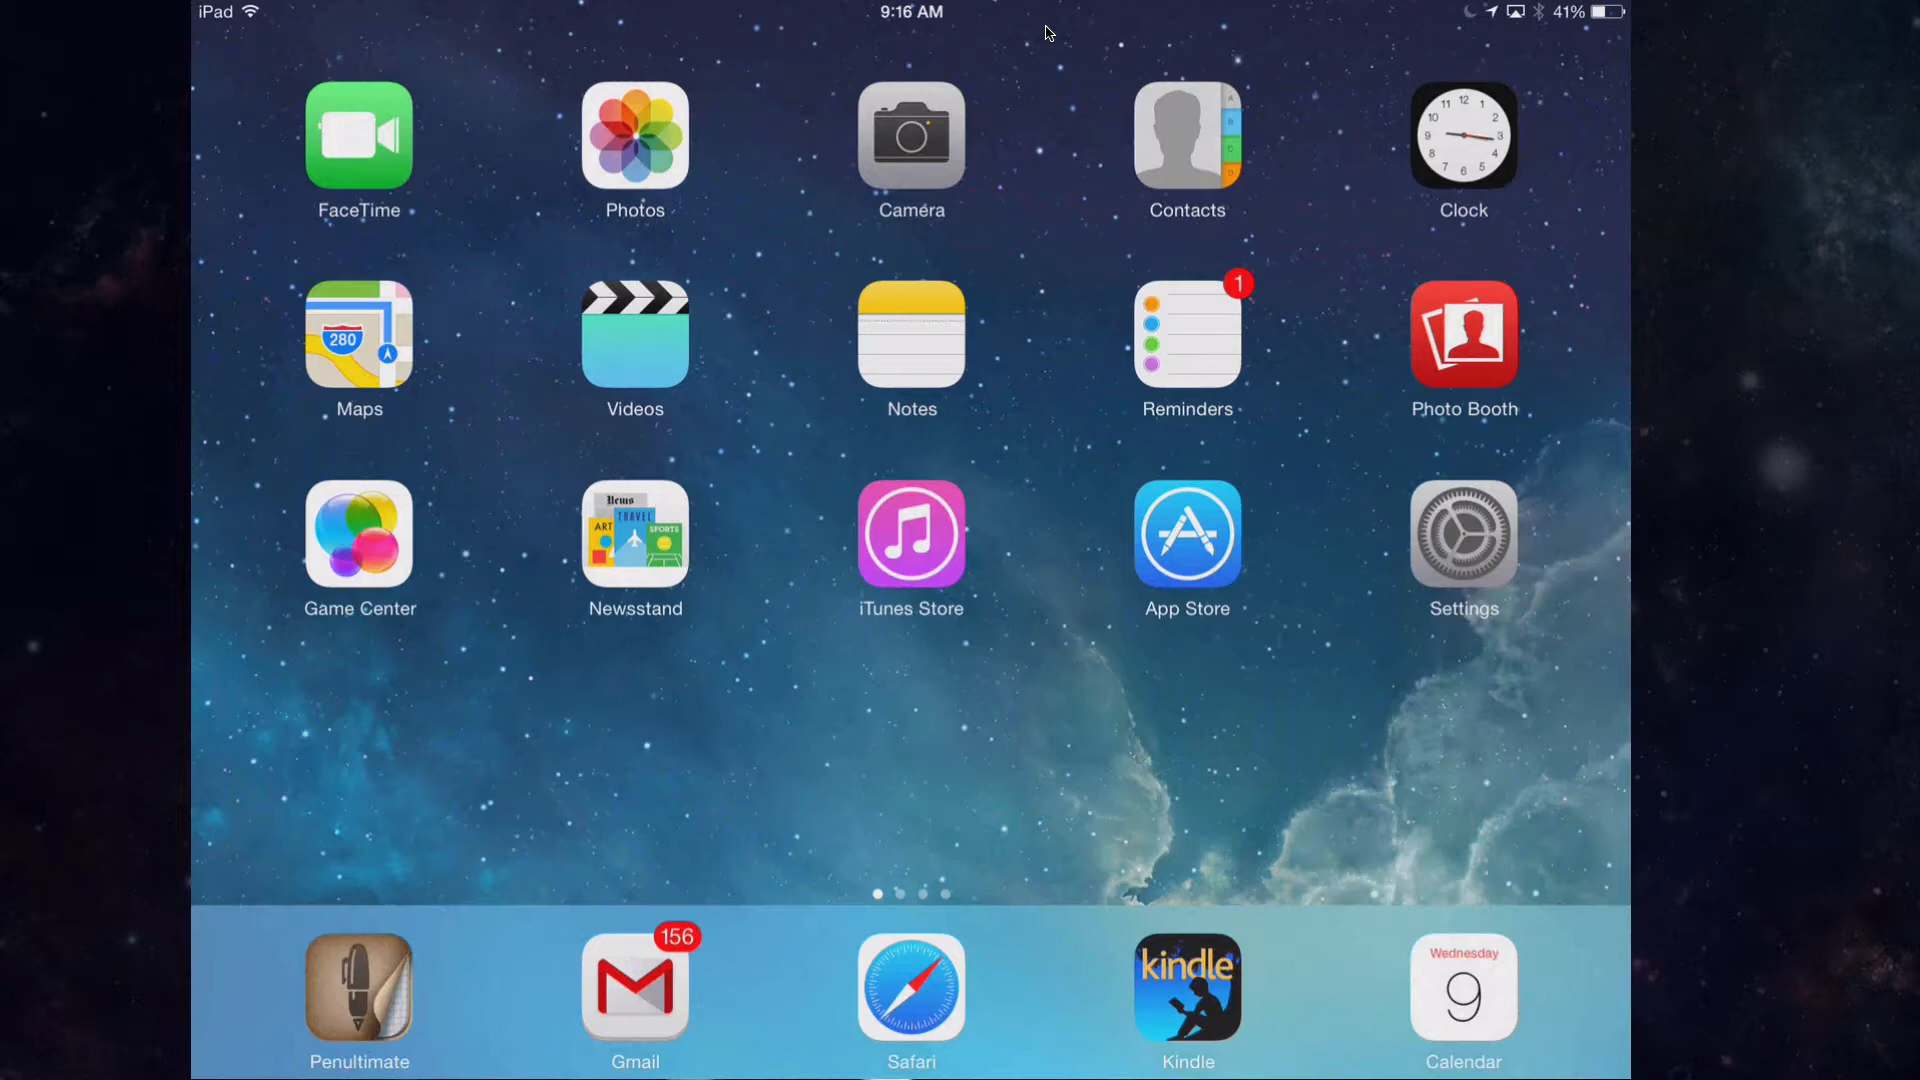 iPad 9:16 AM 41%
FaceTime Photos Camera Contacts Clock
280
1
Maps Videos Notes Reminders Photo Booth
News
ART TRAVEL SPORTS
Game Center Newsstand iTunes Store App Store Settings
156
kindle
Wednesday
9
Penultimate Gmail Safari Kindle Calendar